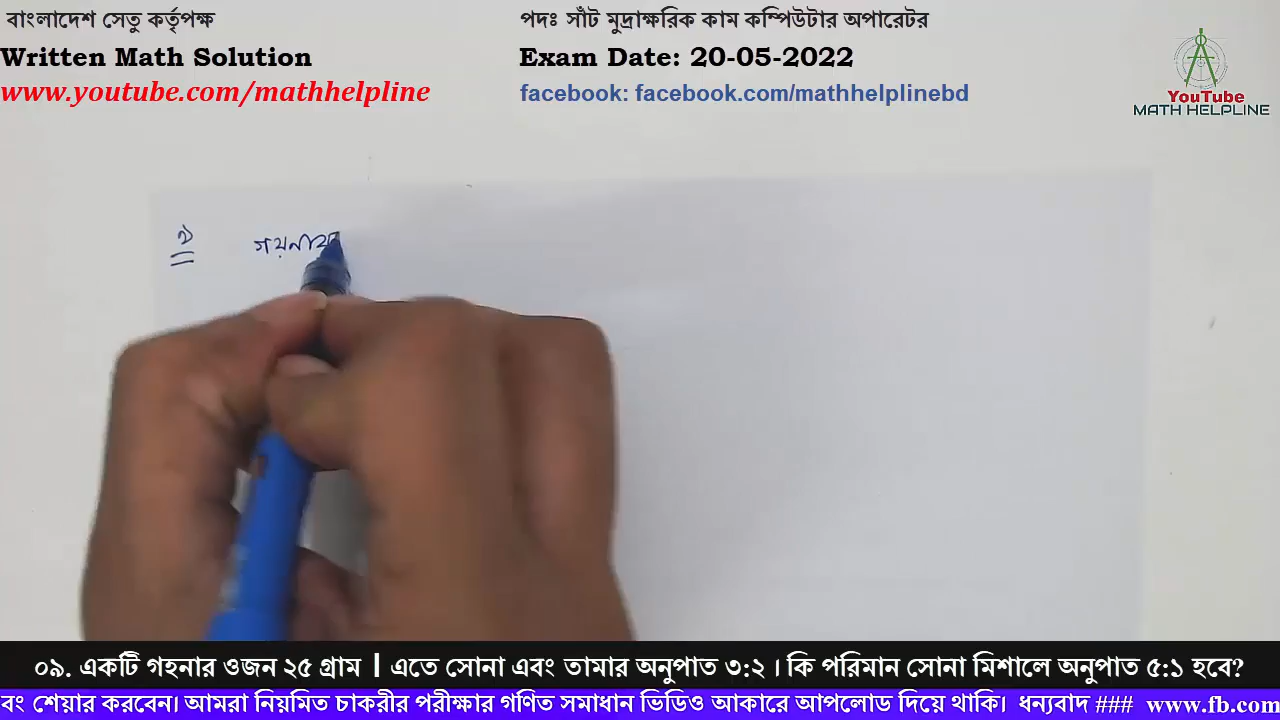 বাংলাদেশ সেতু কর্তৃপক্ষ
পদঃ সাঁট মুদ্রাক্ষরিক কাম কম্পিউটার অপারেটর
Written Math Solution
Exam Date: 20-05-2022
www.youtube.com/mathhelpline
facebook: facebook.com/mathhelplinebd
YouTube
MATH HELPLINE
৯
গয়নায়
০৯. একটি গহনার ওজন ২৫ গ্রাম । এতে সোনা এবং তামার অনুপাত ৩:২ । কি পরিমান সোনা মিশালে অনুপাত ৫:১ হবে?
বং শেয়ার করবেন। আমরা নিয়মিত চাকরীর পরীক্ষার গণিত সমাধান ভিডিও আকারে আপলোড দিয়ে থাকি। ধন্যবাদ ### www.fb.com